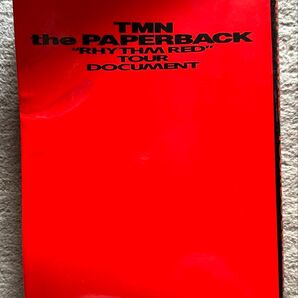 TMN
the PAPERBACK
"RHYTHM RED"
TOUR
DOCUMENT